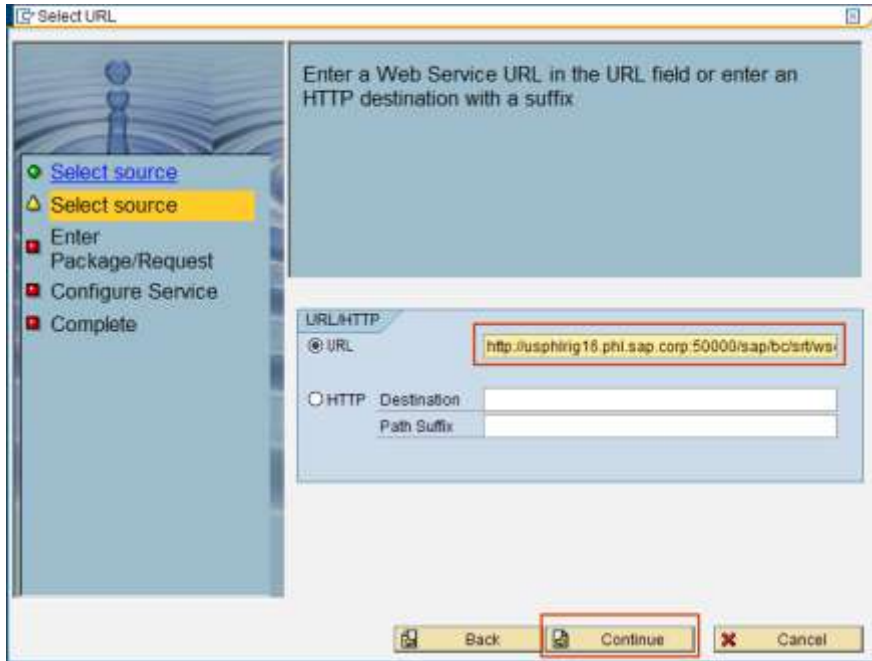 Select URL
Enter a Web Service URL in the URL field or enter an
HTTP destination with a suffix
Select source
Select source
Enter
Package/Request
Configure Service
Complete
URL/HTTP
URL http://usphlrig16.phl.sap.corp:50000/sap/bc/srt/ws
HTTP Destination
Path Suffix
Back Continue Cancel